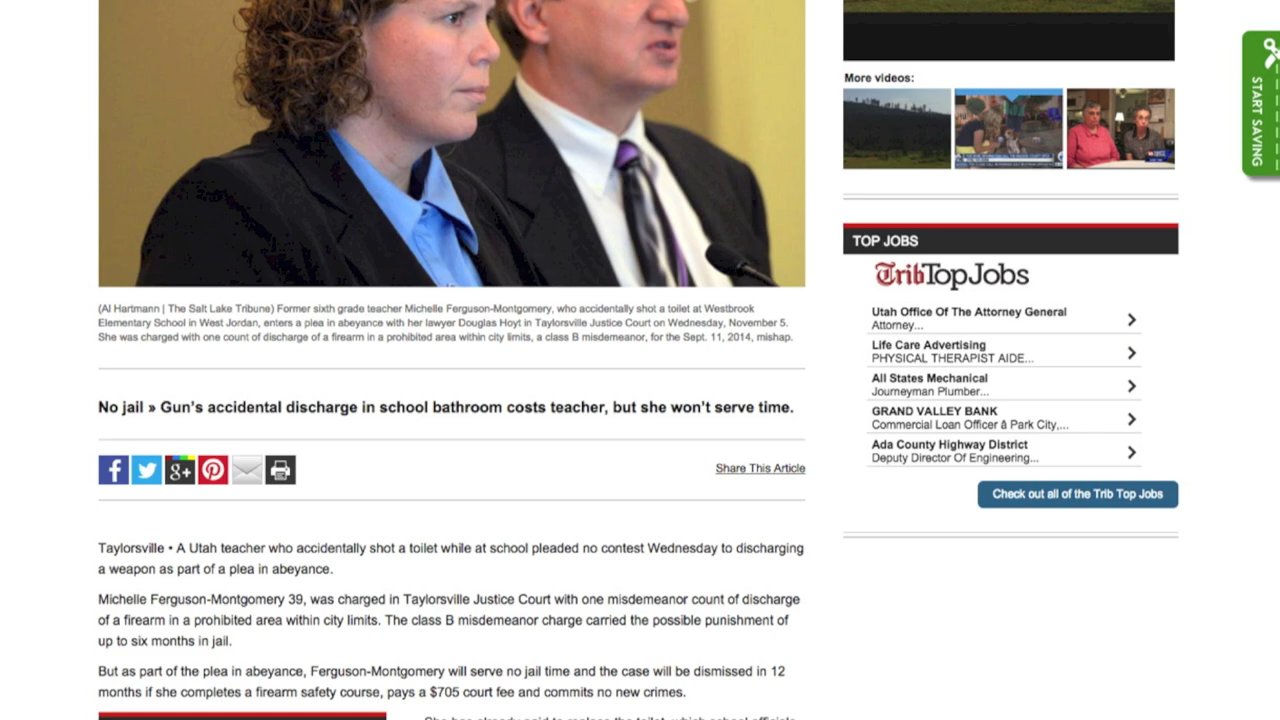 More videos:
START SAVING
TOP JOBS
TribTopJobs
Utah Office Of The Attorney General
Attorney...
Life Care Advertising
PHYSICAL THERAPIST AIDE...
All States Mechanical
Journeyman Plumber...
GRAND VALLEY BANK
Commercial Loan Officer â Park City,...
Ada County Highway District
Deputy Director Of Engineering...
Check out all of the Trib Top Jobs
(Al Hartmann | The Salt Lake Tribune) Former sixth grade teacher Michelle Ferguson-Montgomery, who accidentally shot a toilet at Westbrook
Elementary School in West Jordan, enters a plea in abeyance with her lawyer Douglas Hoyt in Taylorsville Justice Court on Wednesday, November 5.
She was charged with one count of discharge of a firearm in a prohibited area within city limits, a class B misdemeanor, for the Sept. 11, 2014, mishap.
No jail » Gun's accidental discharge in school bathroom costs teacher, but she won't serve time.
f
g+
Share This Article
Taylorsville • A Utah teacher who accidentally shot a toilet while at school pleaded no contest Wednesday to discharging
a weapon as part of a plea in abeyance.
Michelle Ferguson-Montgomery 39, was charged in Taylorsville Justice Court with one misdemeanor count of discharge
of a firearm in a prohibited area within city limits. The class B misdemeanor charge carried the possible punishment of
up to six months in jail.
But as part of the plea in abeyance, Ferguson-Montgomery will serve no jail time and the case will be dismissed in 12
months if she completes a firearm safety course, pays a $705 court fee and commits no new crimes.
She has already paid to replace the toilet, which school officials